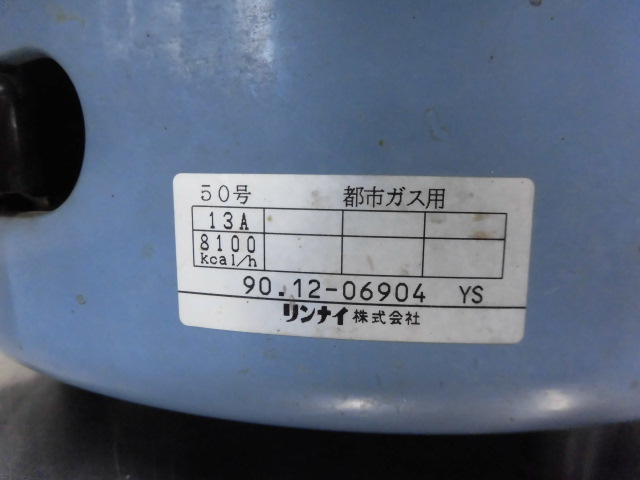 50号 都市ガス用
13A
8100
kcal/h
90.12-06904 YS
リンナイ株式会社